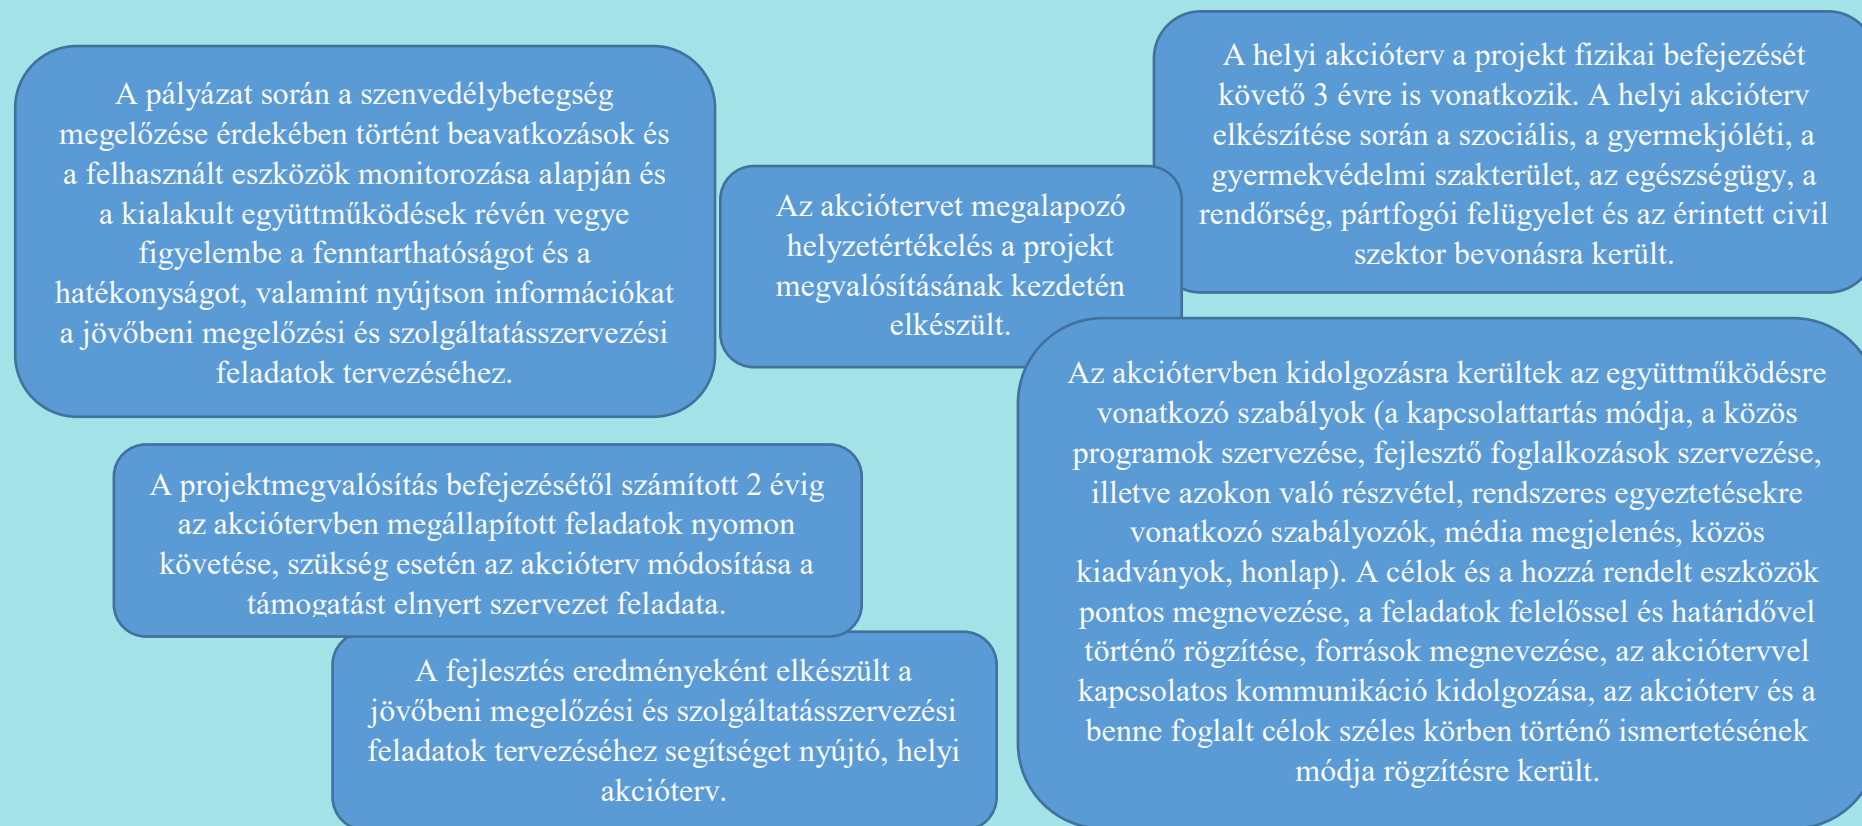 A pályázat során a szenvedélybetegség
megelőzése érdekében történt beavatkozások és
a felhasznált eszközök monitorozása alapján és
a kialakult együttműködések révén vegye
figyelembe a fenntarthatóságot és a
hatékonyságot, valamint nyújtson információkat
a jövőbeni megelőzési és szolgáltatásszervezési
feladatok tervezéséhez.
Az akciótervet megalapozó
helyzetértékelés a projekt
megvalósításának kezdetén
elkészült.
A helyi akcióterv a projekt fizikai befejezését
követő 3 évre is vonatkozik. A helyi akcióterv
elkészítése során a szociális, a gyermekjóléti, a
gyermekvédelmi szakterület, az egészségügy, a
rendőrség, pártfogói felügyelet és az érintett civil
szektor bevonásra került.
A projektmegvalósítás befejezésétől számított 2 évig
az akciótervben megállapított feladatok nyomon
követése, szükség esetén az akcióterv módosítása a
támogatást elnyert szervezet feladata.
A fejlesztés eredményeként elkészült a
jövőbeni megelőzési és szolgáltatásszervezési
feladatok tervezéséhez segítséget nyújtó, helyi
akcióterv.
Az akciótervben kidolgozásra kerültek az együttműködésre
vonatkozó szabályok (a kapcsolattartás módja, a közös
programok szervezése, fejlesztő foglalkozások szervezése,
illetve azokon való részvétel, rendszeres egyeztetésekre
vonatkozó szabályozók, média megjelenés, közös
kiadványok, honlap). A célok és a hozzá rendelt eszközök
pontos megnevezése, a feladatok felelőssel és határidővel
történő rögzítése, források megnevezése, az akciótervvel
kapcsolatos kommunikáció kidolgozása, az akcióterv és a
benne foglalt célok széles körben történő ismertetésének
módja rögzítésre került.